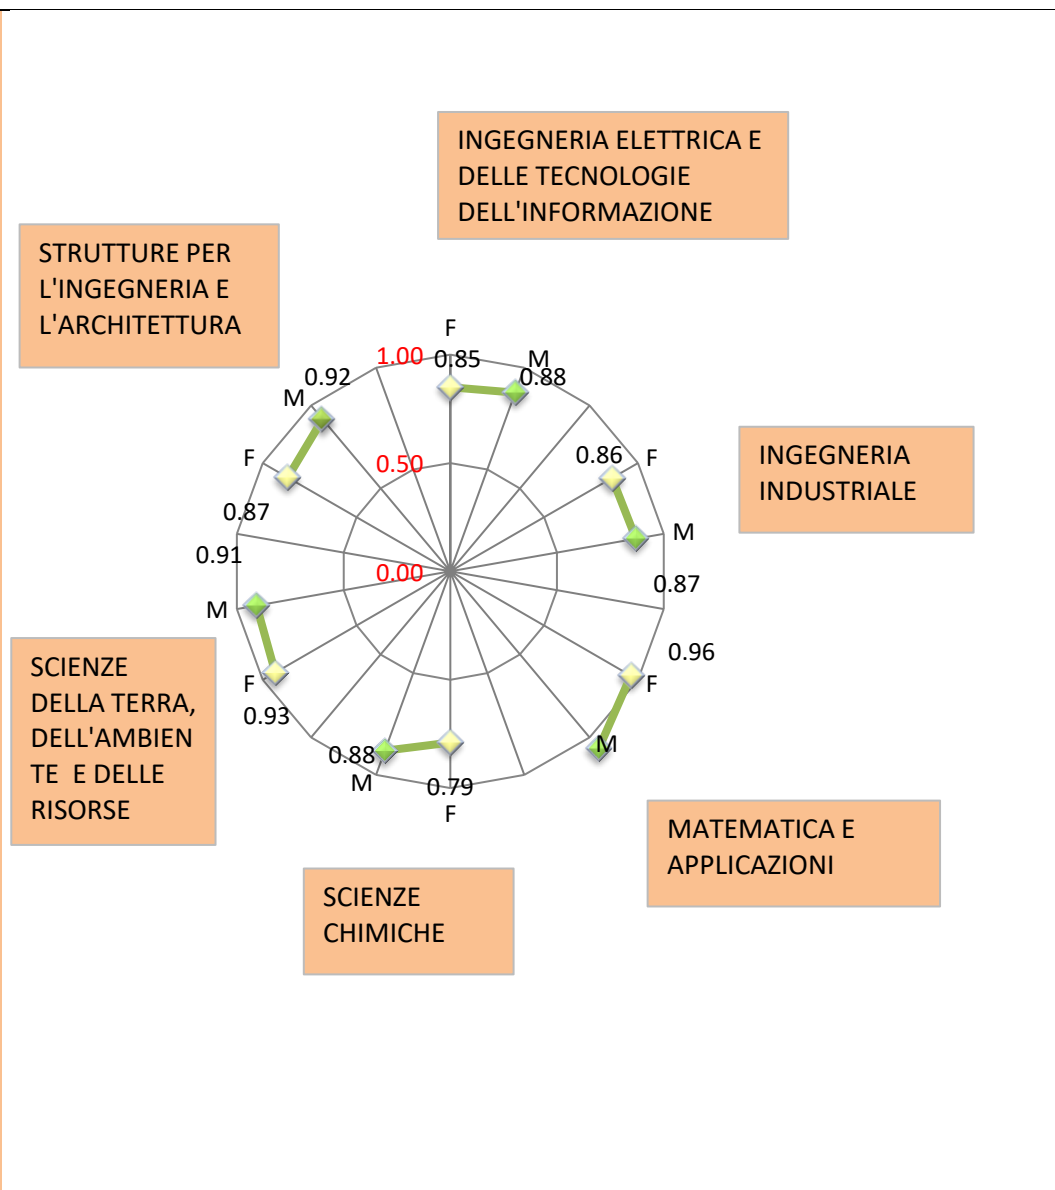 INGEGNERIA ELETTRICA E
DELLE TECNOLOGIE
DELL'INFORMAZIONE
STRUTTURE PER
L'INGEGNERIA E
L'ARCHITETTURA
F
1.00
0.85
M
0.88
0.92
M
F
0.87
0.50
0.86
F
INGEGNERIA
INDUSTRIALE
M
0.87
0.91
M
0.00
0.96
F
M
F
0.93
SCIENZE
DELLA TERRA,
DELL'AMBIEN
TE E DELLE
RISORSE
0.88
M
0.79
F
MATEMATICA E
APPLICAZIONI
SCIENZE
CHIMICHE